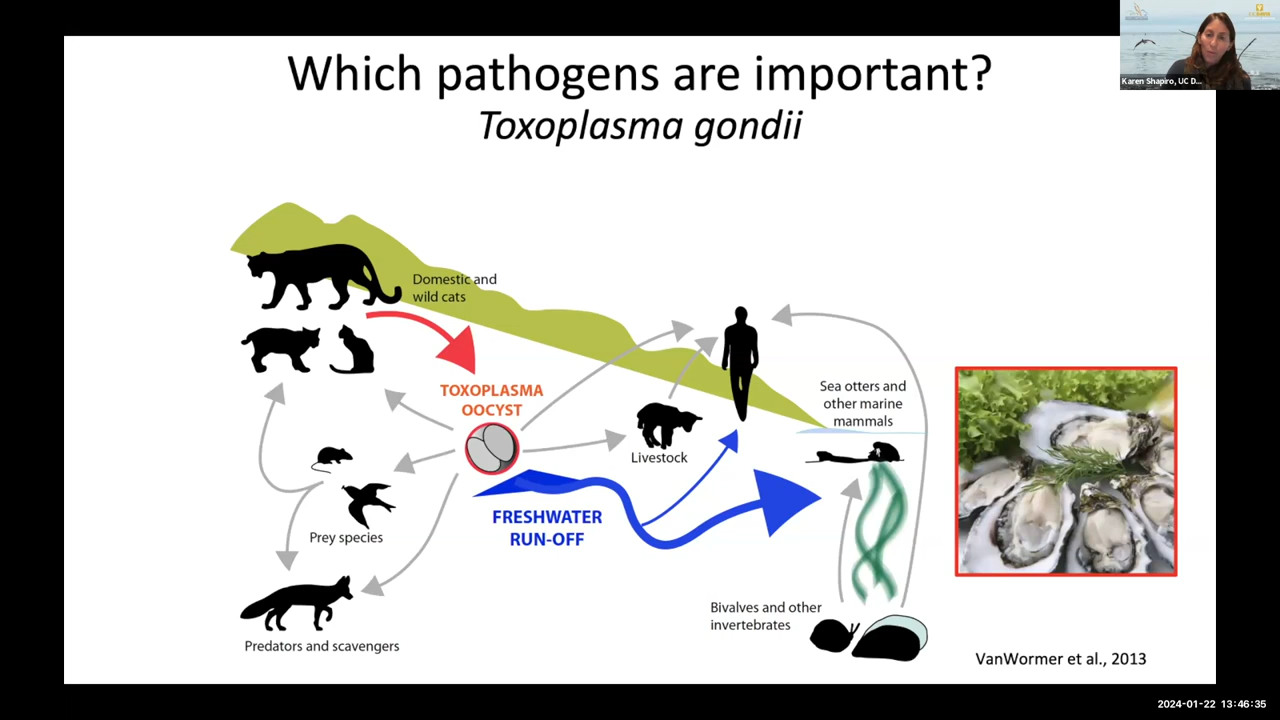 Which pathogens are important?
Toxoplasma gondii
Karen Shapiro, UC D...
Domestic and
wild cats
TOXOPLASMA
OOCYST
Sea otters and
other marine
mammals
Livestock
FRESHWATER
RUN-OFF
Prey species
Bivalves and other
invertebrates
Predators and scavengers
VanWormer et al., 2013
2024-01-22 13:46:35